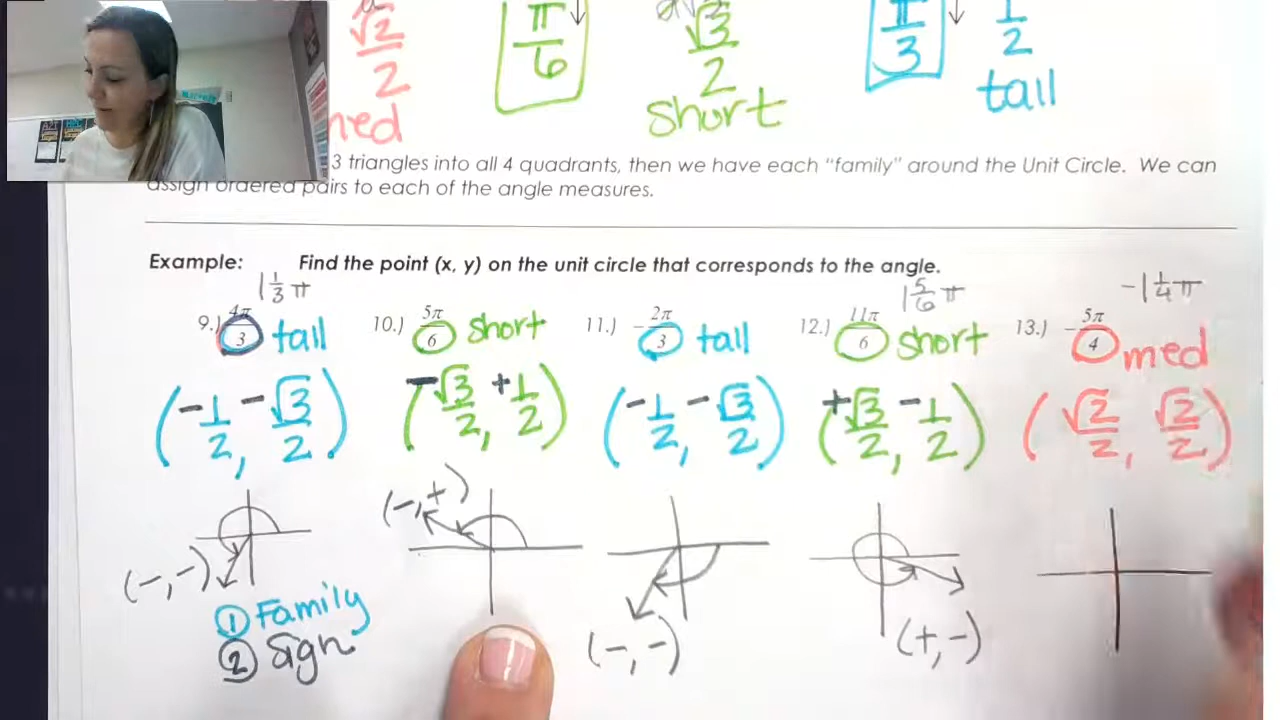 √2/2
π/6
√3/2
π/3
1/2
med
short
tall
3 triangles into all 4 quadrants, then we have each “family” around the Unit Circle. We can
assign ordered pairs to each of the angle measures.
Example: Find the point (x, y) on the unit circle that corresponds to the angle.
1 1/3 π
1 5/6 π
-1 1/4 π
9.) 4π/3 tall
10.) 5π/6 short
11.) -2π/3 tall
12.) 11π/6 short
13.) -5π/4 med
(-1/2, -√3/2)
(-√3/2, +1/2)
(-1/2, -√3/2)
(+√3/2, -1/2)
(√2/2, √2/2)
(-,-)
(-,+)
(-,-)
(+,-)
① Family
② Sign